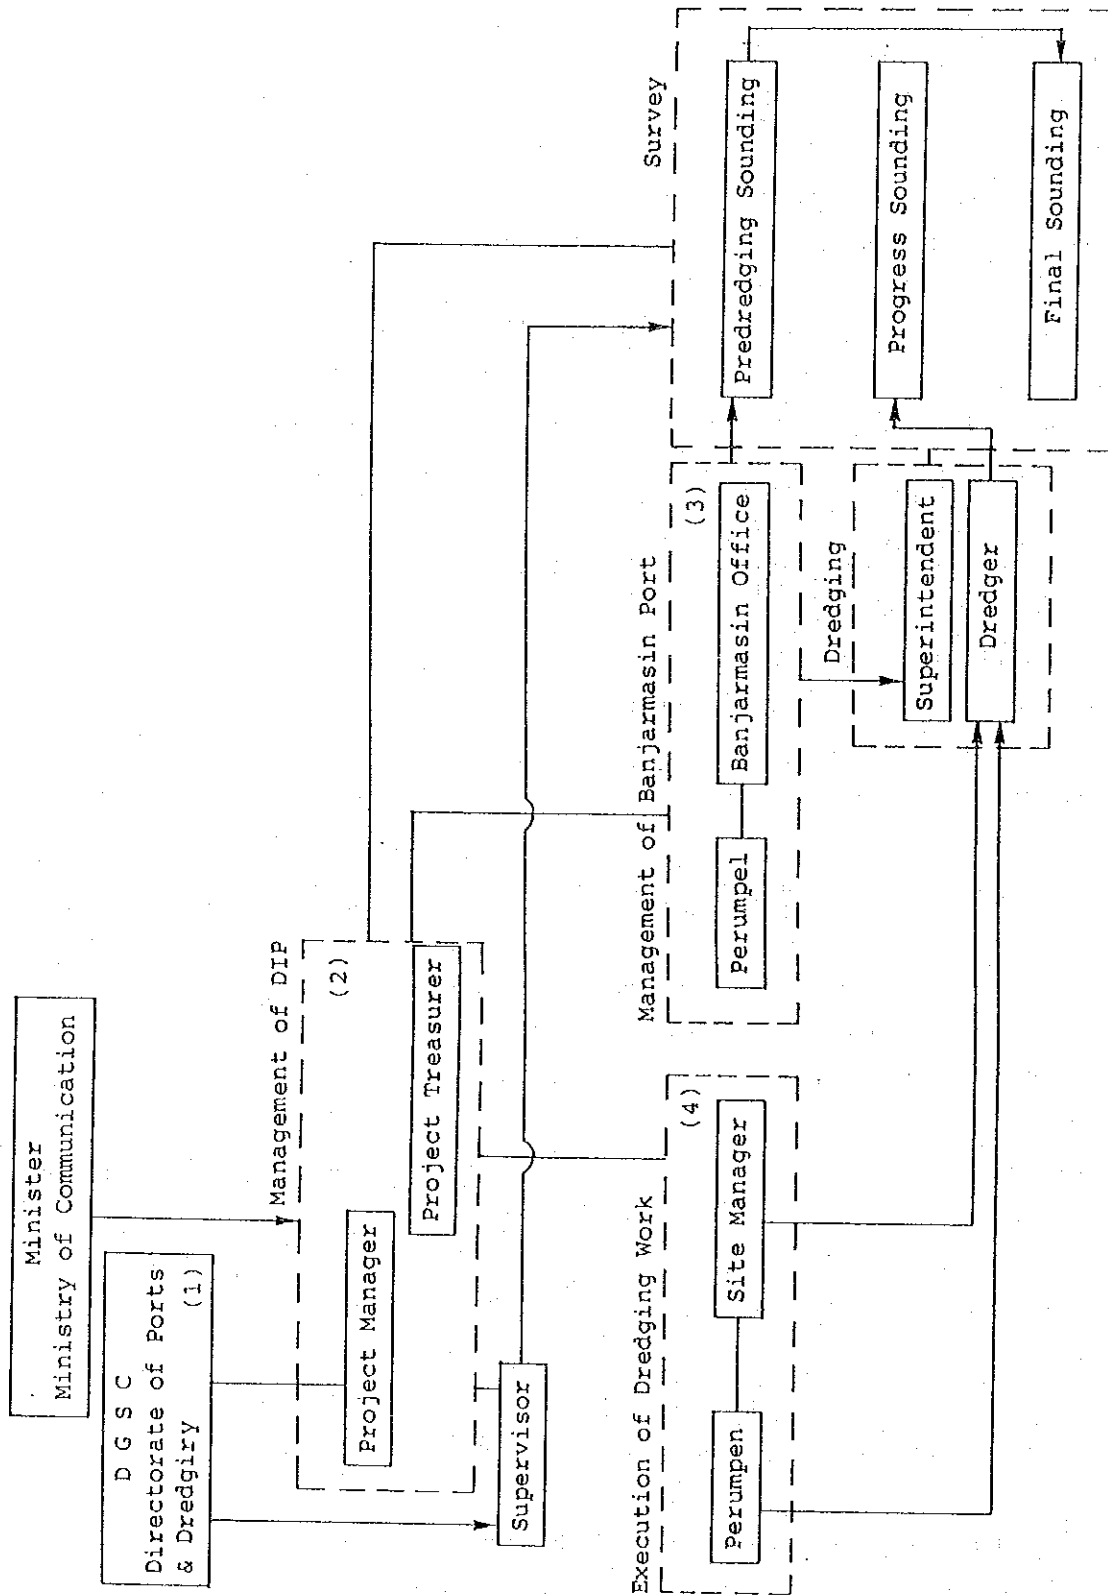 Minister
Ministry of Communication
D G S C
Directorate of Ports
& Dredgiry
(1)
Management of DIP
(2)
Project Manager
Project Treasurer
Supervisor
Execution of Dredging Work
(4)
Perumpen
Site Manager
Management of Banjarmasin Port
(3)
Perumpel
Banjarmasin Office
Dredging
Superintendent
Dredger
Survey
Predredging Sounding
Progress Sounding
Final Sounding